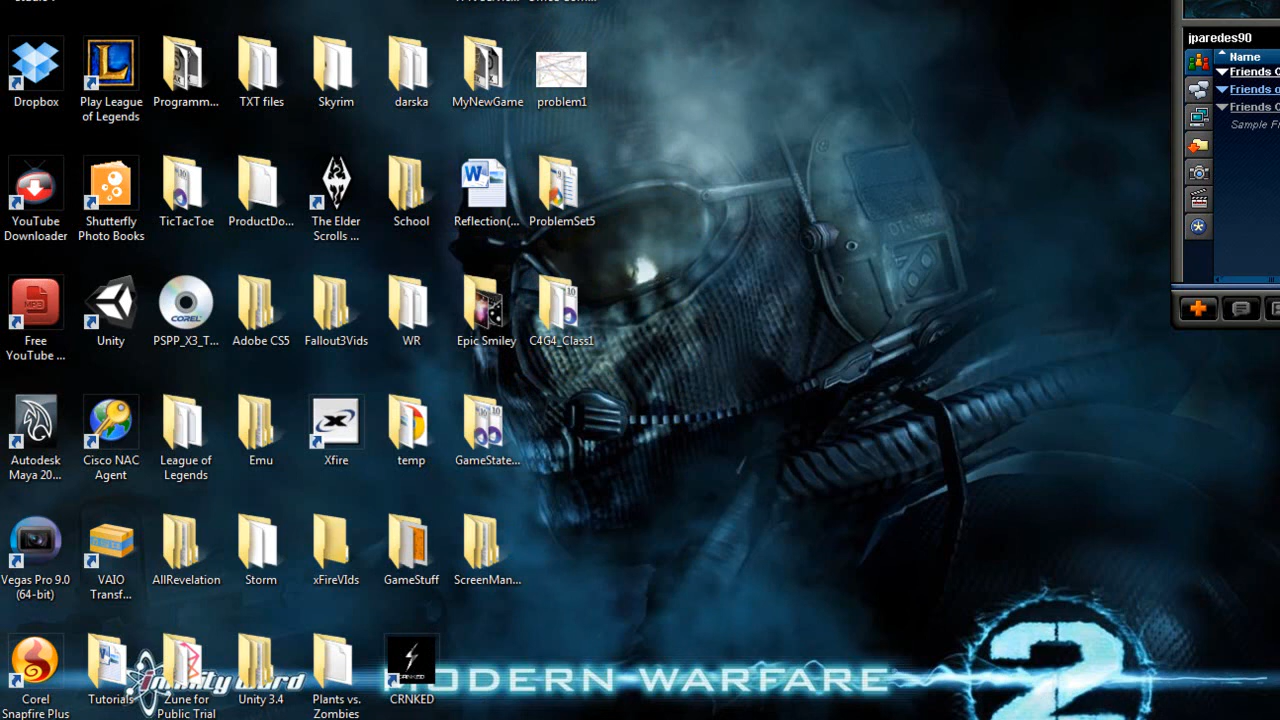 Dropbox
Play League
of Legends
Programm...
TXT files
Skyrim
darska
MyNewGame
problem1
YouTube
Downloader
Shutterfly
Photo Books
TicTacToe
ProductDo...
The Elder
Scrolls ...
School
Reflection(...
ProblemSet5
Free
YouTube ...
Unity
PSPP_X3_T...
Adobe CS5
Fallout3Vids
WR
Epic Smiley
C4G4_Class1
Autodesk
Maya 20...
Cisco NAC
Agent
League of
Legends
Emu
Xfire
temp
GameState...
Vegas Pro 9.0
(64-bit)
VAIO
Transf...
AllRevelation
Storm
xFireVIds
GameStuff
ScreenMan...
Corel
Snapfire Plus
Tutorials
Zune for
Public Trial
Unity 3.4
Plants vs.
Zombies
CRNKED
MODERN WARFARE
2
jparedes90
Name
Friends O
Friends o
Friends O
Sample Fr
COREL